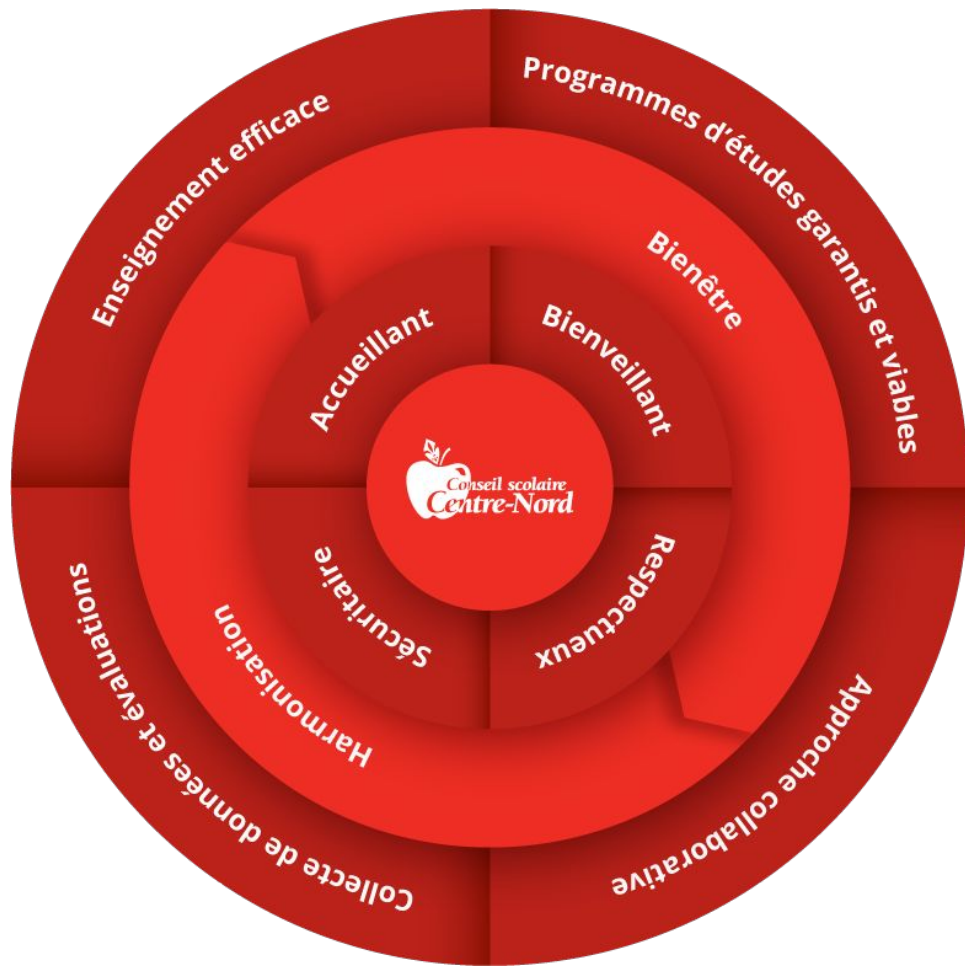 Enseignement efficace
Programmes d'études garantis et viables
Approche collaborative
Collecte de données et évaluations
Bienêtre
Harmonisation
Accueillant
Bienveillant
Respectueux
Sécuritaire
Conseil scolaire
Centre-Nord